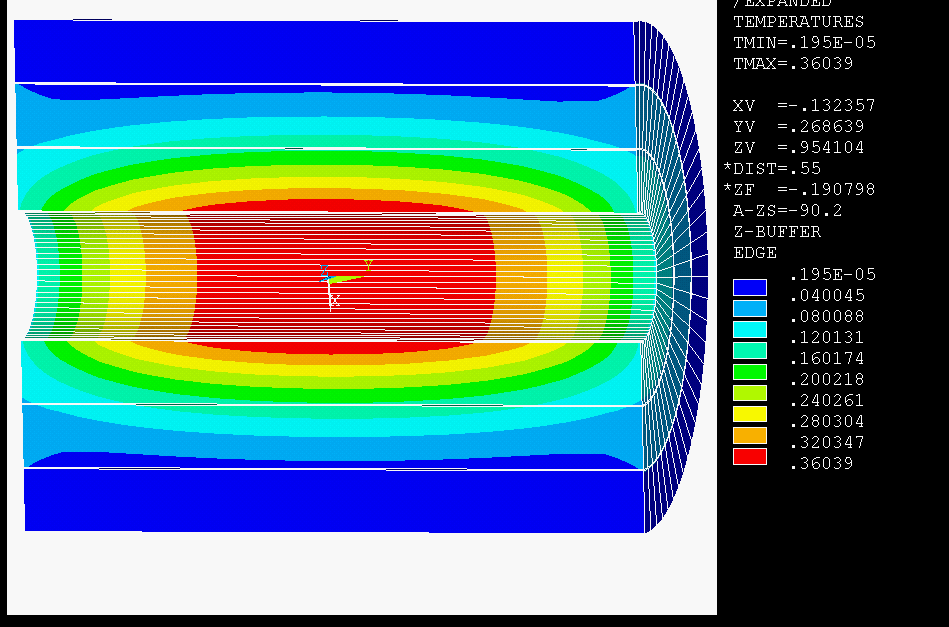 /EXPANDED
TEMPERATURES
TMIN=.195E-05
TMAX=.36039
XV  =-.132357
YV  =.268639
ZV  =.954104
*DIST=.55
*ZF  =-.190798
A-ZS=-90.2
Z-BUFFER
EDGE
.195E-05
.040045
.080088
.120131
.160174
.200218
.240261
.280304
.320347
.36039
Y
X